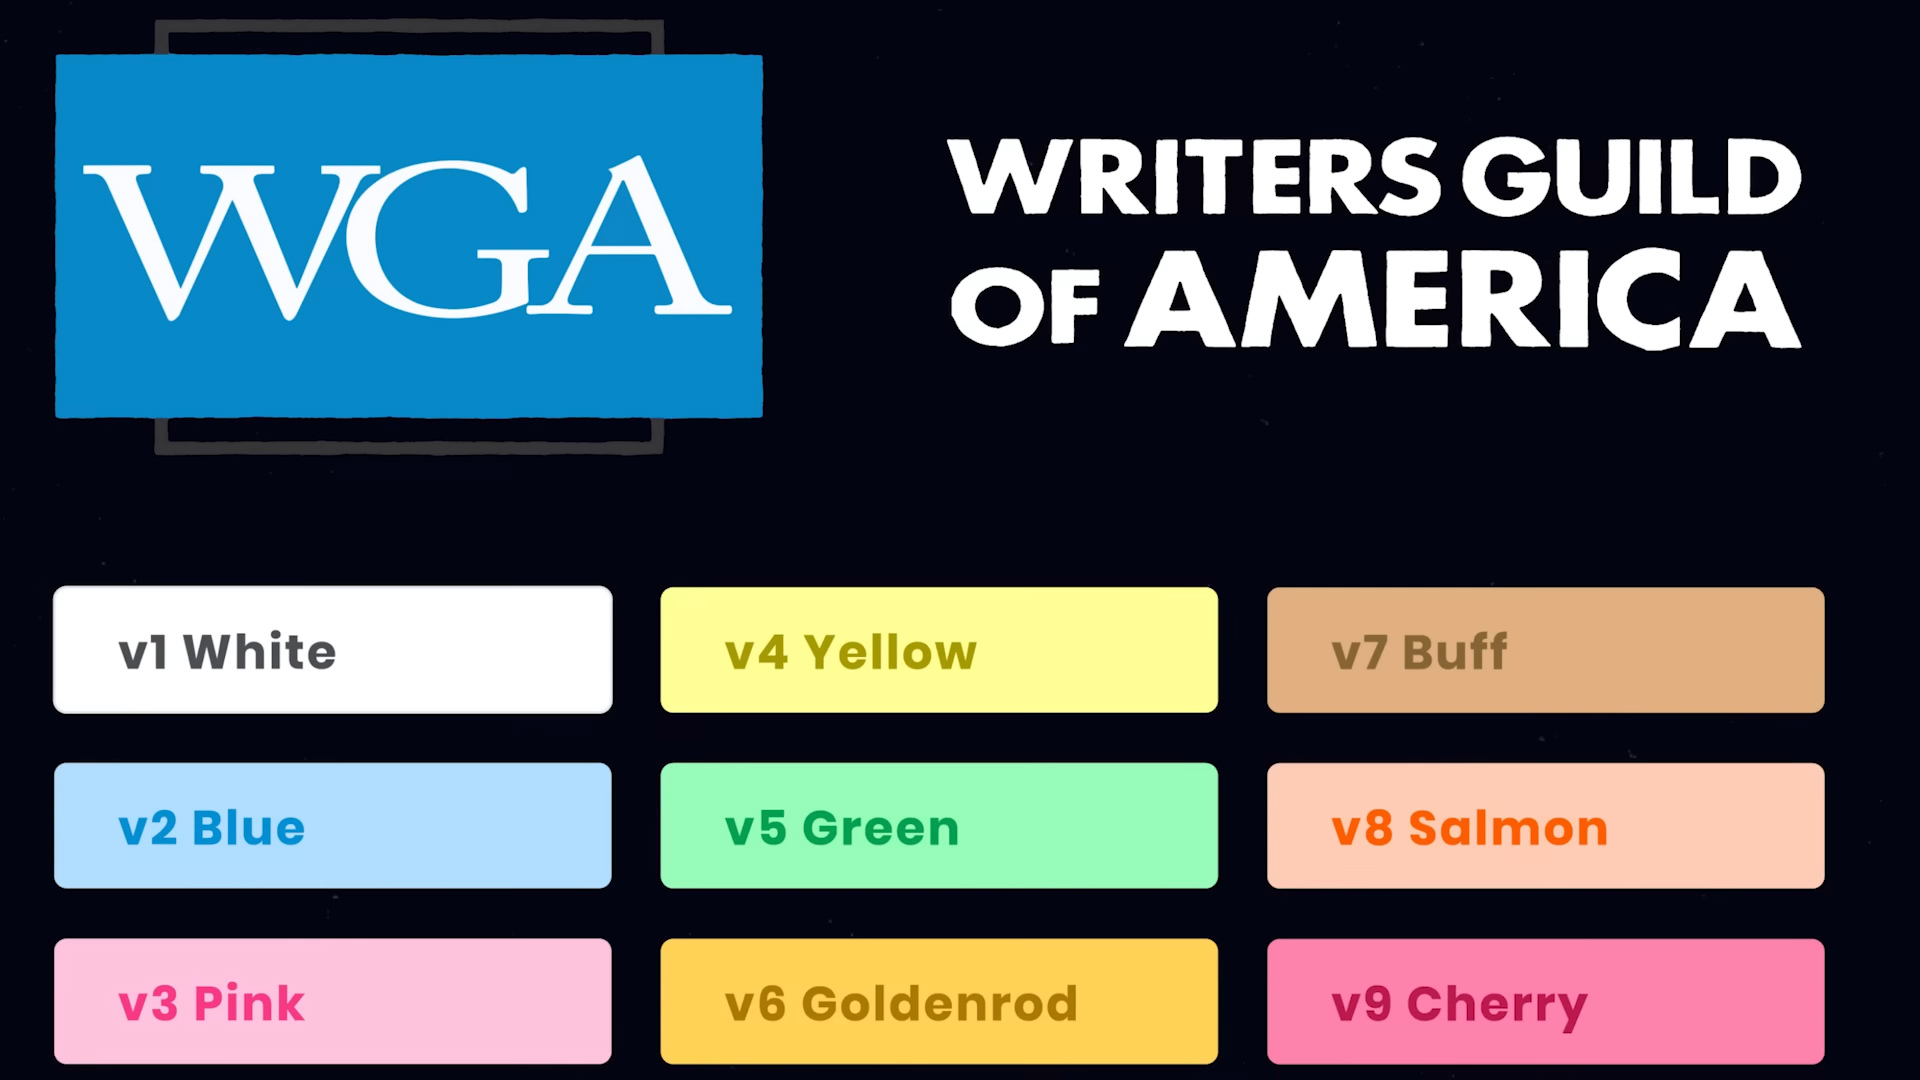 WGA
WRITERS GUILD
OF AMERICA
v1 White
v4 Yellow
v7 Buff
v2 Blue
v5 Green
v8 Salmon
v3 Pink
v6 Goldenrod
v9 Cherry